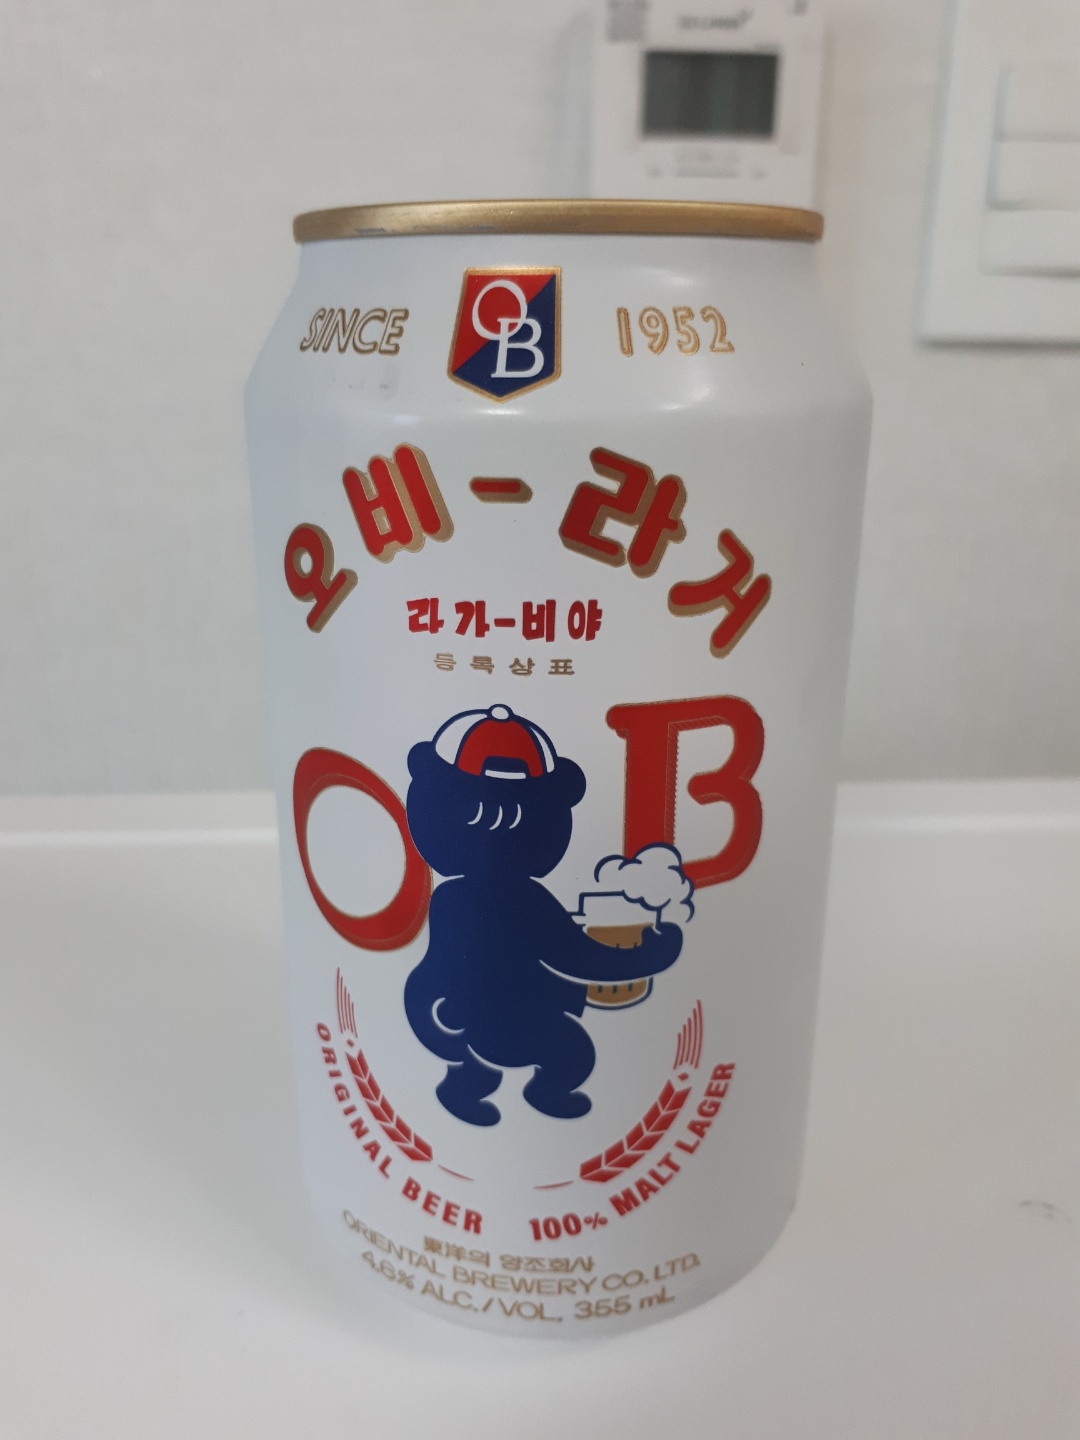 SINCE OB 1952
오비-라거
라가-비야
등록상표
OB
ORIGINAL BEER 100% MALT LAGER
東洋의 양조회사
ORIENTAL BREWERY CO. LTD.
4.6% ALC./VOL. 355 mL